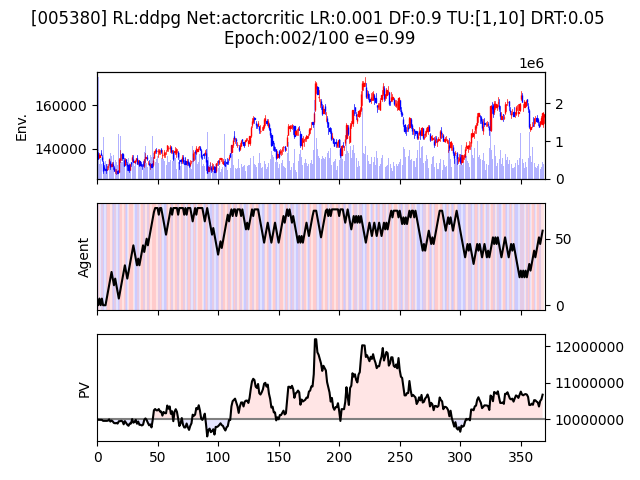 [005380] RL:ddpg Net:actorcritic LR:0.001 DF:0.9 TU:[1,10] DRT:0.05
Epoch:002/100 e=0.99
1e6
160000
140000
Env.
2
1
0
Agent
50
0
PV
12000000
11000000
10000000
0 50 100 150 200 250 300 350